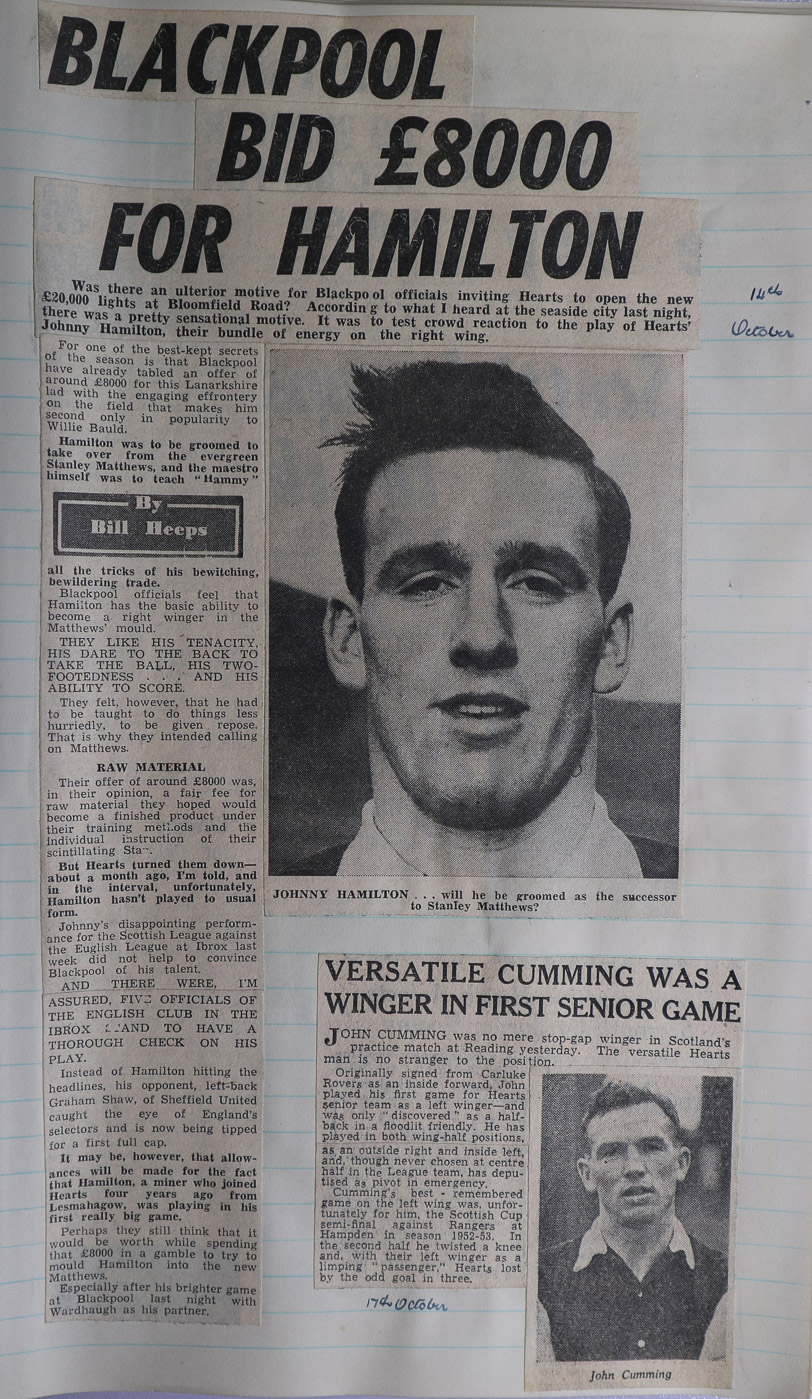 BLACKPOOL
BID £8000
FOR HAMILTON
Was there an ulterior motive for Blackpool officials inviting Hearts to open the new
£20,000 lights at Bloomfield Road? According to what I heard at the seaside city last night,
there was a pretty sensational motive. It was to test crowd reaction to the play of Hearts'
Johnny Hamilton, their bundle of energy on the right wing.
14th
October
For one of the best-kept secrets
of the season is that Blackpool
have already tabled an offer of
around £8000 for this Lanarkshire
lad with the engaging effrontery
on the field that makes him
second only in popularity to
Willie Bauld.
Hamilton was to be groomed to
take over from the evergreen
Stanley Matthews, and the maestro
himself was to teach "Hammy"
By
Bill Heeps
all the tricks of his bewitching,
bewildering trade.
Blackpool officials feel that
Hamilton has the basic ability to
become a right winger in the
Matthews' mould.
THEY LIKE HIS TENACITY,
HIS DARE TO THE BACK TO
TAKE THE BALL, HIS TWO-
FOOTEDNESS . . . AND HIS
ABILITY TO SCORE.
They felt, however, that he had
to be taught to do things less
hurriedly, to be given repose.
That is why they intended calling
on Matthews.
RAW MATERIAL
Their offer of around £8000 was,
in their opinion, a fair fee for
raw material they hoped would
become a finished product under
their training methods and the
individual instruction of their
scintillating Star.
But Hearts turned them down—
about a month ago, I'm told, and
in the interval, unfortunately,
Hamilton hasn't played to usual
form.
Johnny's disappointing perform-
ance for the Scottish League against
the Euglish League at Ibrox last
week did not help to convince
Blackpool of his talent.
AND THERE WERE, I'M
ASSURED, FIVE OFFICIALS OF
THE ENGLISH CLUB IN THE
IBROX STAND TO HAVE A
THOROUGH CHECK ON HIS
PLAY.
Instead of Hamilton hitting the
headlines, his opponent, left-back
Graham Shaw, of Sheffield United
caught the eye of England's
selectors and is now being tipped
for a first full cap.
It may be, however, that allow-
ances will be made for the fact
that Hamilton, a miner who joined
Hearts four years ago from
Lesmahagow, was playing in his
first really big game.
Perhaps they still think that it
would be worth while spending
that £8000 in a gamble to try to
mould Hamilton into the new
Matthews.
Especially after his brighter game
at Blackpool last night with
Wardhaugh as his partner.
JOHNNY HAMILTON . . . will he be groomed as the successor
to Stanley Matthews?
VERSATILE CUMMING WAS A
WINGER IN FIRST SENIOR GAME
JOHN CUMMING was no mere stop-gap winger in Scotland's
practice match at Reading yesterday. The versatile Hearts
man is no stranger to the position.
Originally signed from Carluke
Rovers as an inside forward, John
played his first game for Hearts
senior team as a left winger—and
was only "discovered" as a half-
back in a floodlit friendly. He has
played in both wing-half positions,
as an outside right and inside left,
and, though never chosen at centre
half in the League team, has depu-
tised as pivot in emergency.
Cumming's best - remembered
game on the left wing was, unfor-
tunately for him, the Scottish Cup
semi-final against Rangers at
Hampden in season 1952-53. In
the second half he twisted a knee
and, with their left winger as a
limping "passenger," Hearts lost
by the odd goal in three.
17th October
John Cumming